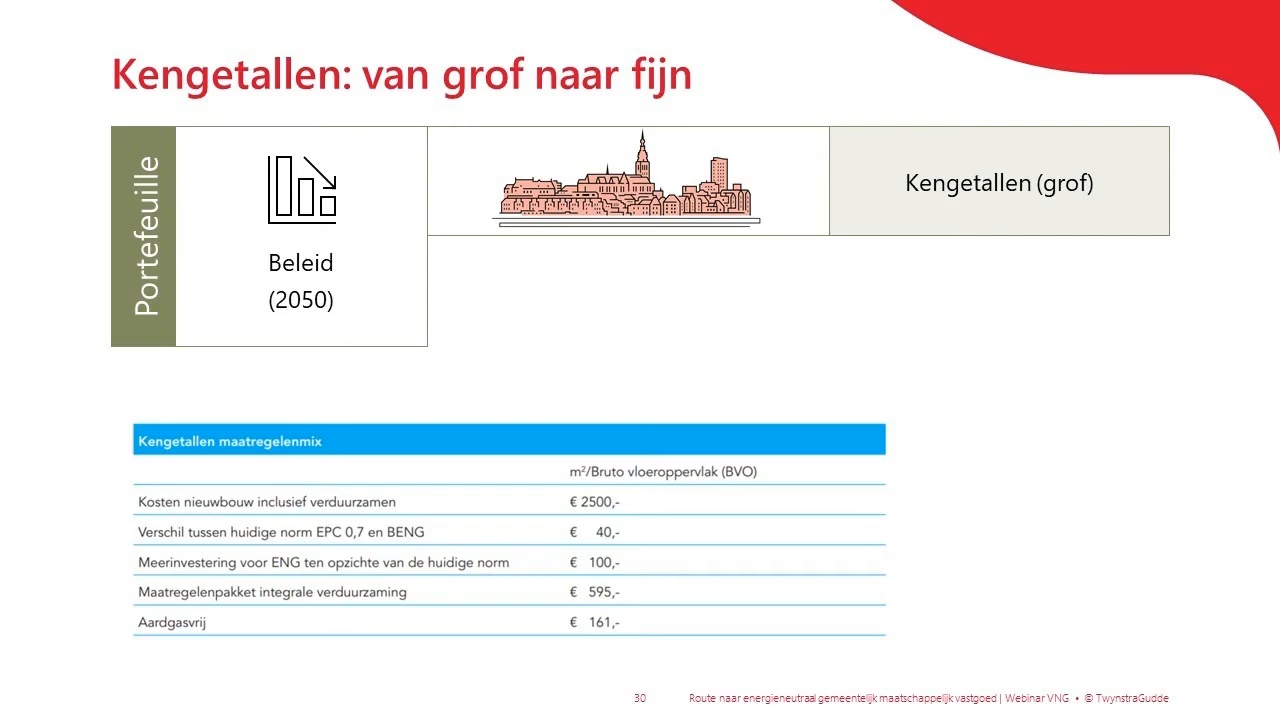 Kengetallen: van grof naar fijn
Portefeuille
Beleid
(2050)
Kengetallen (grof)
Kengetallen maatregelenmix
m²/Bruto vloeroppervlak (BVO)
Kosten nieuwbouw inclusief verduurzamen € 2500,-
Verschil tussen huidige norm EPC 0,7 en BENG € 40,-
Meerinvestering voor ENG ten opzichte van de huidige norm € 100,-
Maatregelenpakket integrale verduurzaming € 595,-
Aardgasvrij € 161,-
30 Route naar energieneutraal gemeentelijk maatschappelijk vastgoed | Webinar VNG • © TwynstraGudde